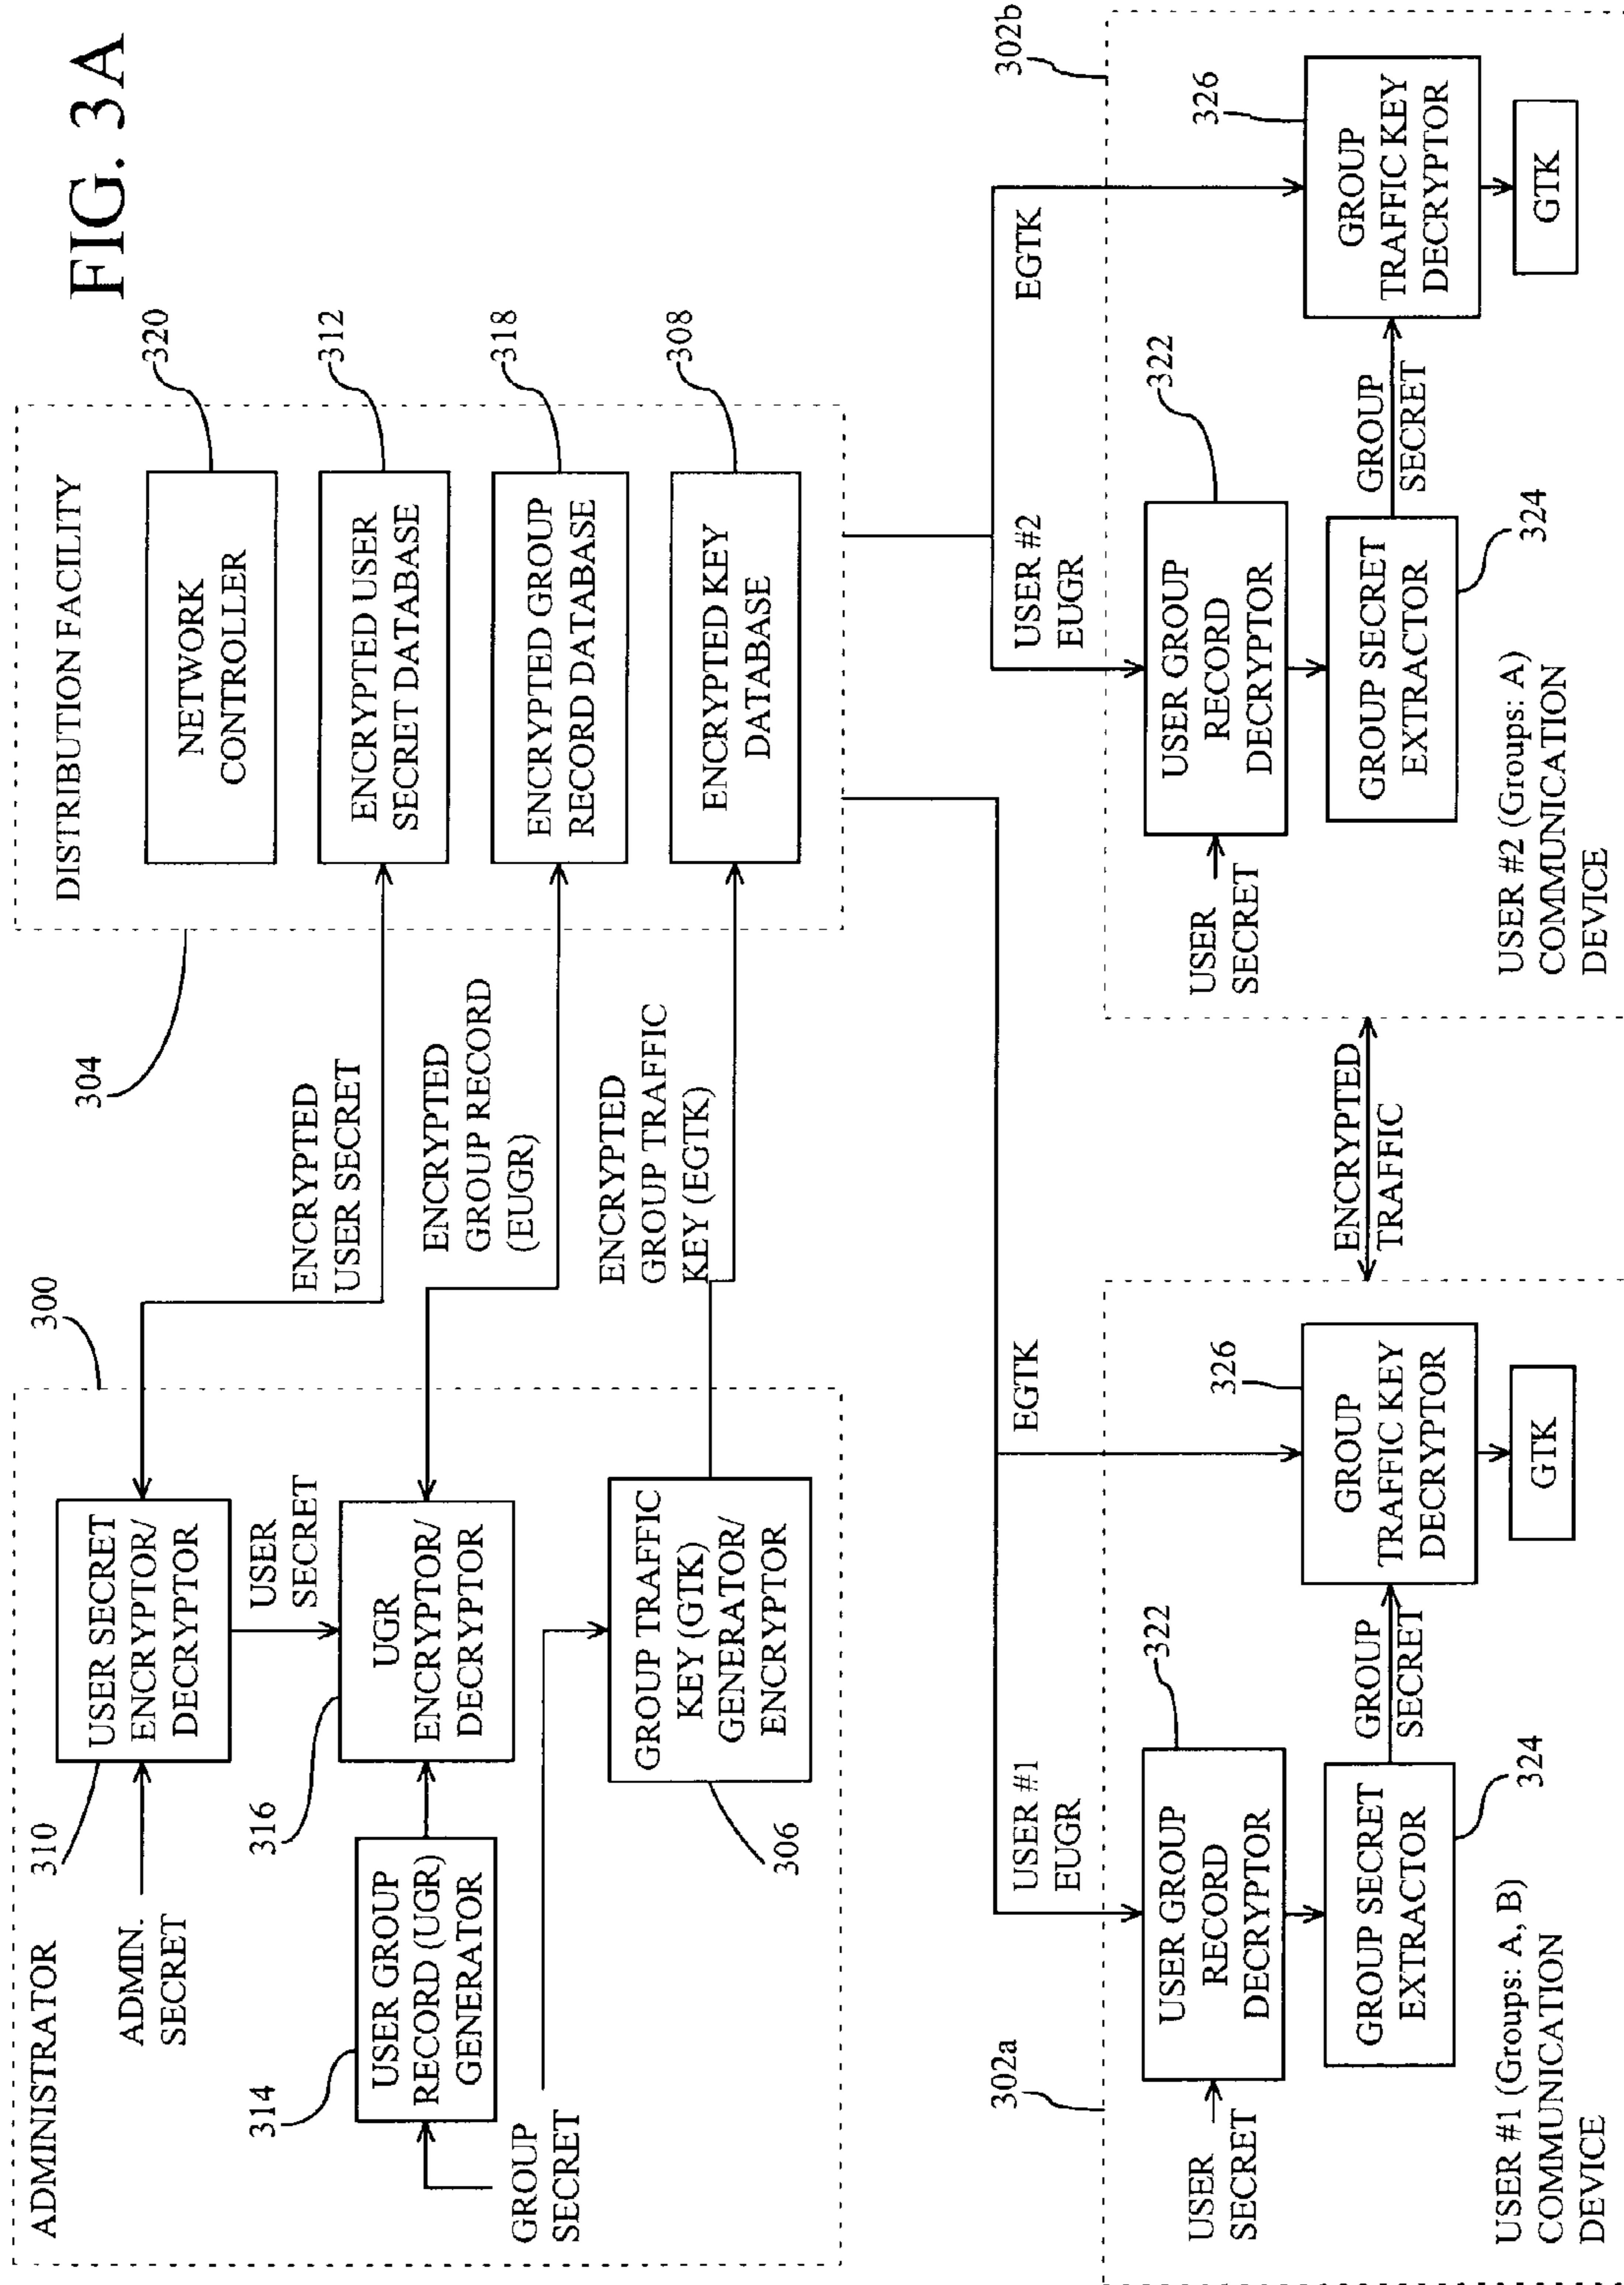 FIG. 3A
ADMINISTRATOR
300
ADMIN.
SECRET
310
USER SECRET
ENCRYPTOR/
DECRYPTOR
USER
SECRET
314
USER GROUP
RECORD (UGR)
GENERATOR
316
UGR
ENCRYPTOR/
DECRYPTOR
GROUP
SECRET
GROUP TRAFFIC
KEY (GTK)
GENERATOR/
ENCRYPTOR
306
304
ENCRYPTED
USER SECRET
ENCRYPTED
GROUP RECORD
(EUGR)
ENCRYPTED
GROUP TRAFFIC
KEY (EGTK)
DISTRIBUTION FACILITY
NETWORK
CONTROLLER
320
ENCRYPTED USER
SECRET DATABASE
312
ENCRYPTED GROUP
RECORD DATABASE
318
ENCRYPTED KEY
DATABASE
308
302a
USER #1
EUGR
EGTK
USER
SECRET
USER GROUP
RECORD
DECRYPTOR
322
GROUP SECRET
EXTRACTOR
324
GROUP
SECRET
GROUP
TRAFFIC KEY
DECRYPTOR
326
GTK
USER #1 (Groups: A, B)
COMMUNICATION
DEVICE
ENCRYPTED
TRAFFIC
302b
USER #2
EUGR
EGTK
USER
SECRET
USER GROUP
RECORD
DECRYPTOR
322
GROUP SECRET
EXTRACTOR
324
GROUP
SECRET
GROUP
TRAFFIC KEY
DECRYPTOR
326
GTK
USER #2 (Groups: A)
COMMUNICATION
DEVICE